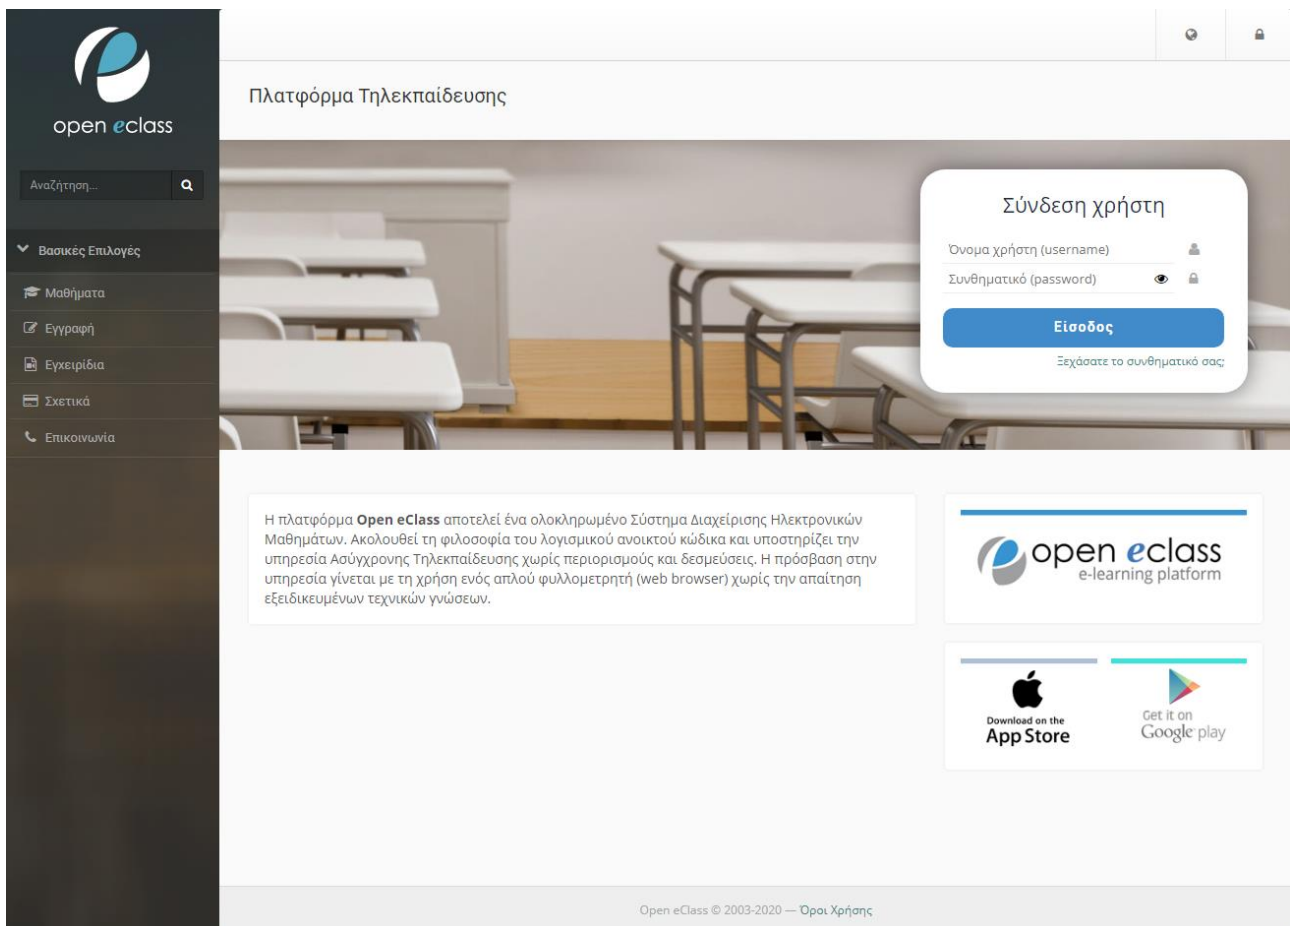 open eclass
Αναζήτηση...
Βασικές Επιλογές
Μαθήματα
Εγγραφή
Εγχειρίδια
Σχετικά
Επικοινωνία
Πλατφόρμα Τηλεκπαίδευσης
Σύνδεση χρήστη
Όνομα χρήστη (username)
Συνθηματικό (password)
Είσοδος
Ξεχάσατε το συνθηματικό σας;
Η πλατφόρμα Open eClass αποτελεί ένα ολοκληρωμένο Σύστημα Διαχείρισης Ηλεκτρονικών
Μαθημάτων. Ακολουθεί τη φιλοσοφία του λογισμικού ανοικτού κώδικα και υποστηρίζει την
υπηρεσία Ασύγχρονης Τηλεκπαίδευσης χωρίς περιορισμούς και δεσμεύσεις. Η πρόσβαση στην
υπηρεσία γίνεται με τη χρήση ενός απλού φυλλομετρητή (web browser) χωρίς την απαίτηση
εξειδικευμένων τεχνικών γνώσεων.
open eclass
e-learning platform
Download on the
App Store
Get it on
Google play
Open eClass © 2003-2020 — Όροι Χρήσης